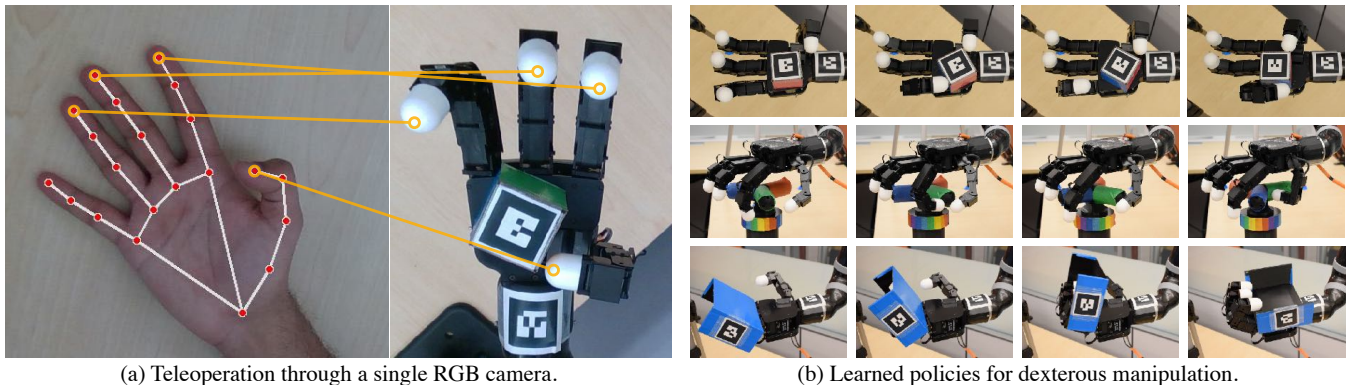 (a) Teleoperation through a single RGB camera.
(b) Learned policies for dexterous manipulation.